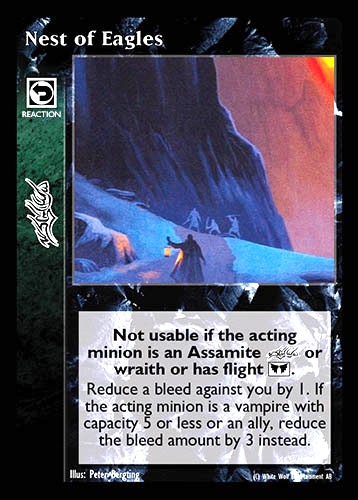 Nest of Eagles
REACTION
Not usable if the acting
minion is an Assamite or
wraith or has flight .
Reduce a bleed against you by 1. If
the acting minion is a vampire with
capacity 5 or less or an ally, reduce
the bleed amount by 3 instead.
Illus: Peter Bergting
(C) White Wolf Entertainment AB